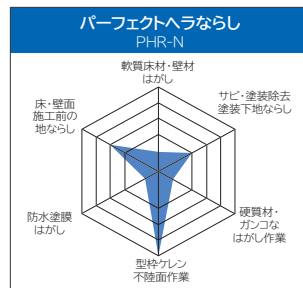 パーフェクトヘラならし
PHR-N
軟質床材・壁材
はがし
サビ・塗装除去
塗装下地ならし
硬質材・
ガンコな
はがし作業
型枠ケレン
不陸面作業
防水塗膜
はがし
床・壁面
施工前の
地ならし